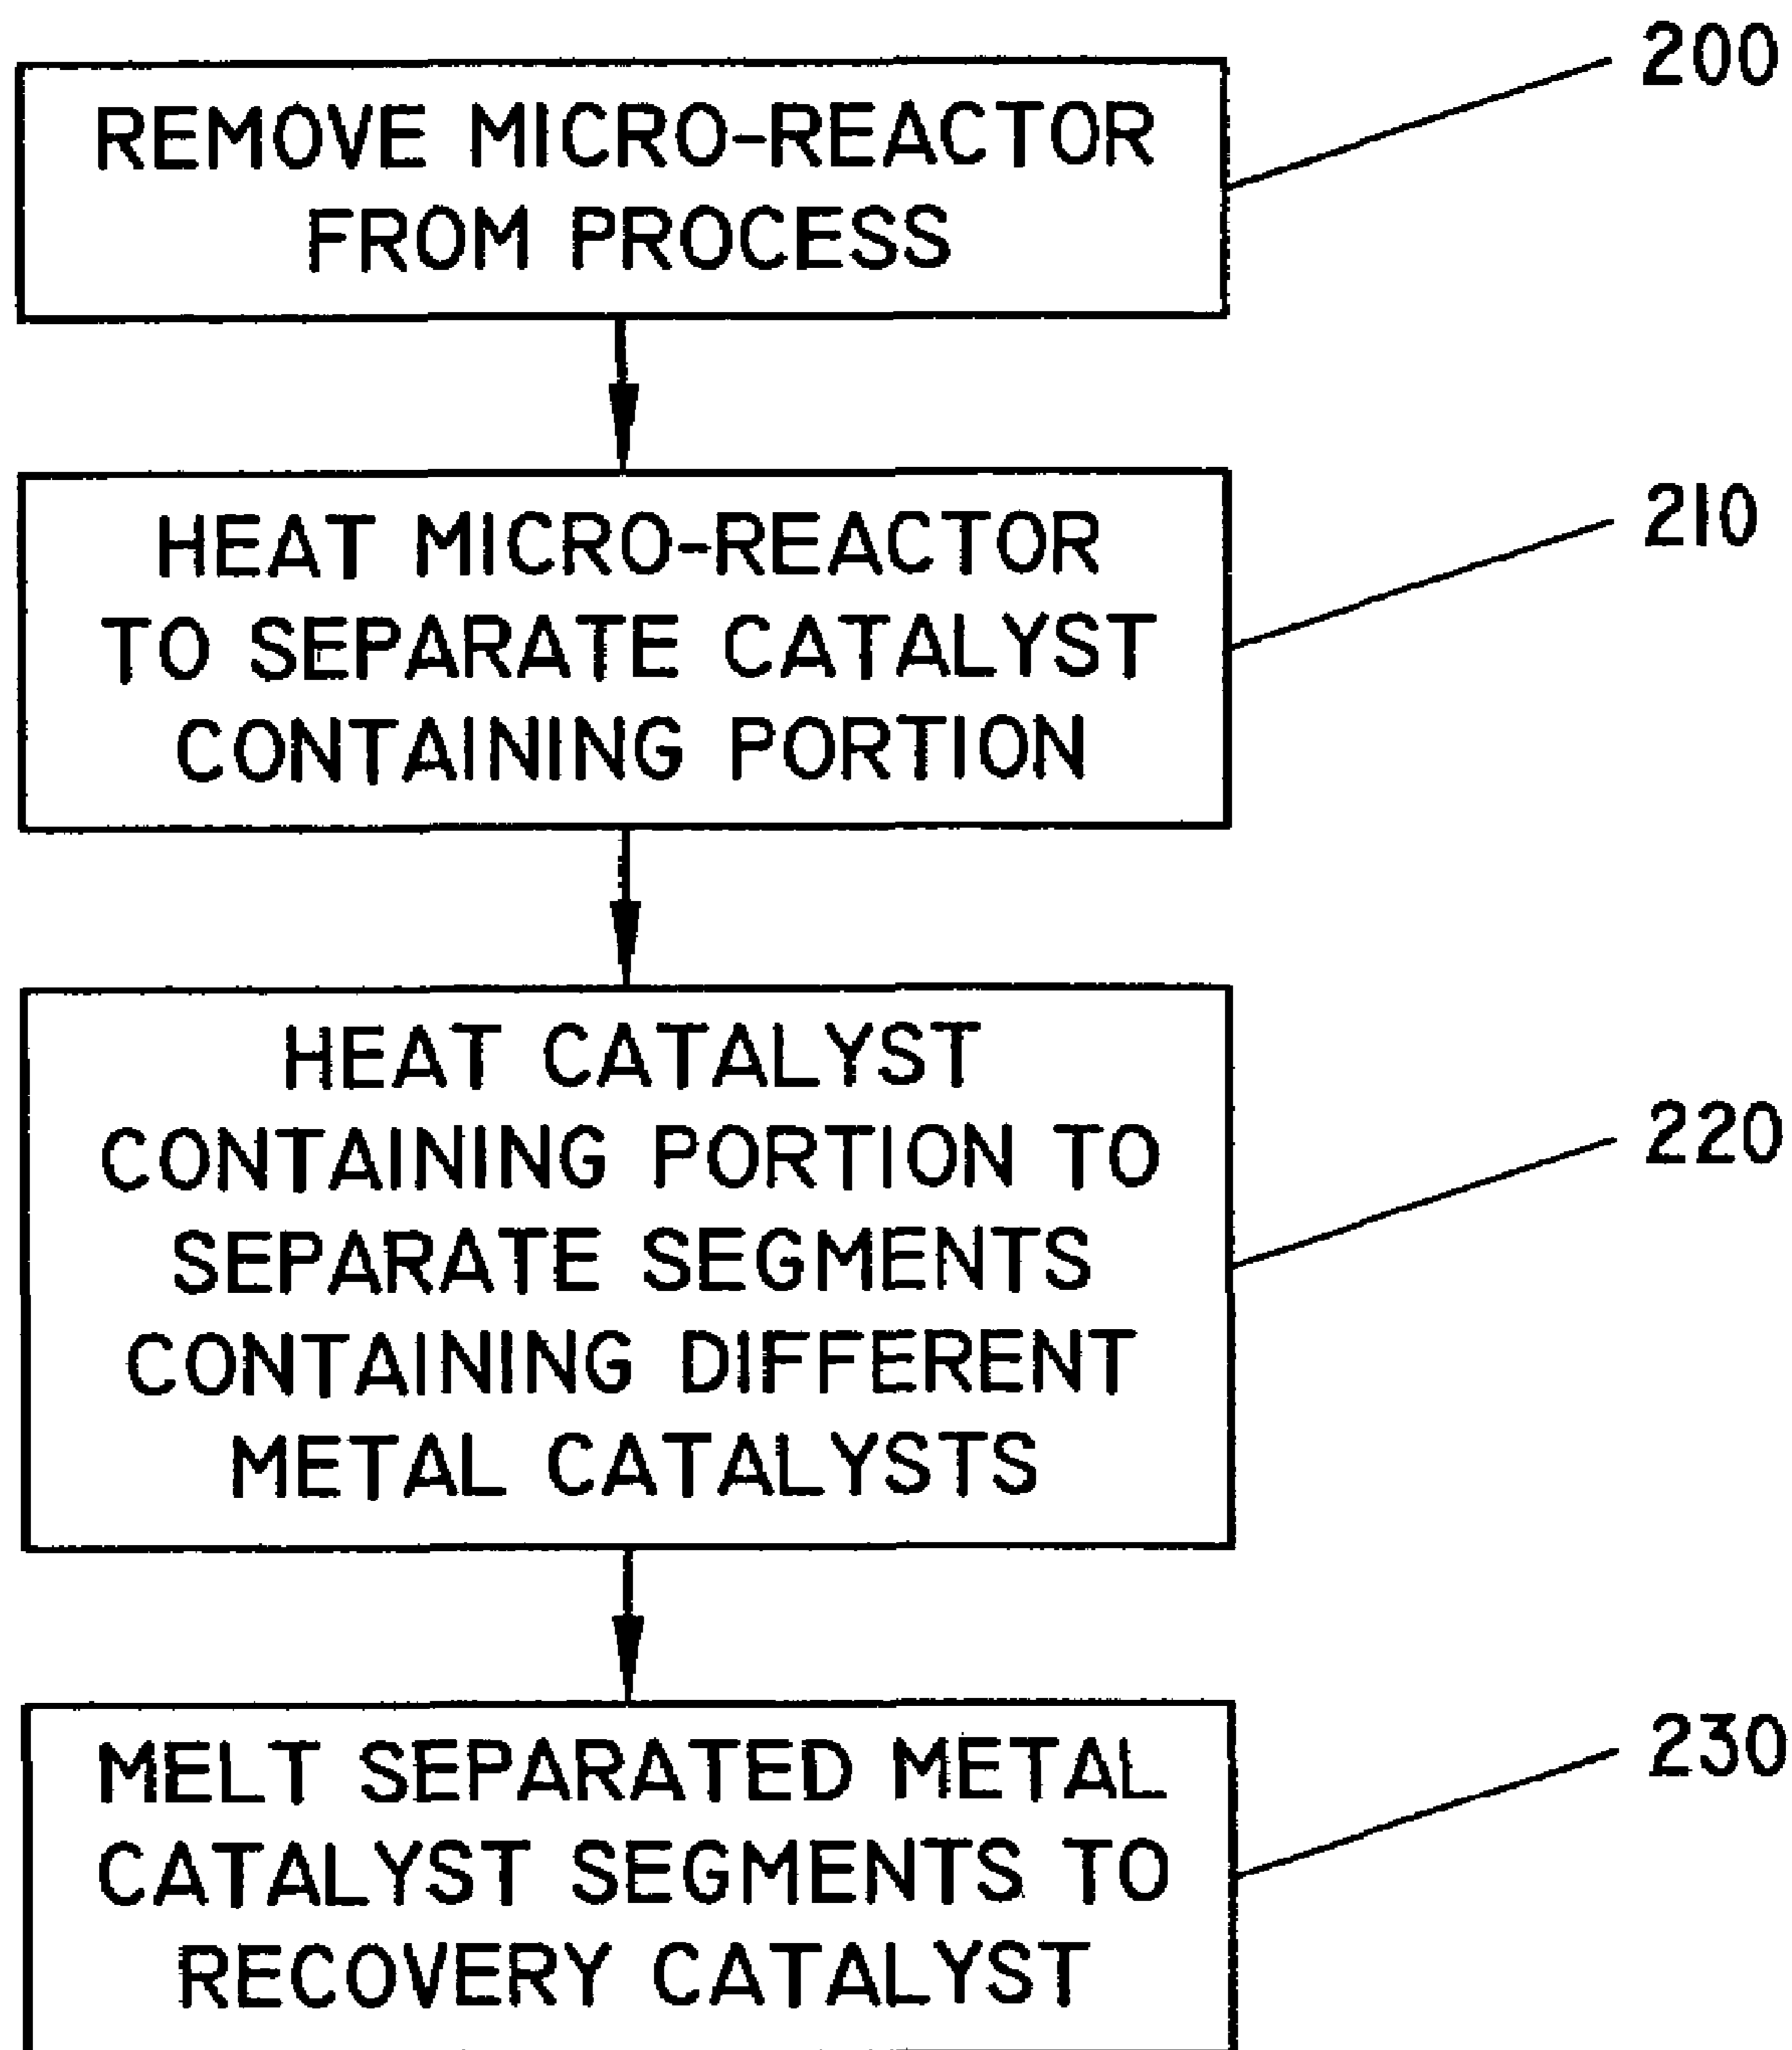 200
REMOVE MICRO-REACTOR
FROM PROCESS
210
HEAT MICRO-REACTOR
TO SEPARATE CATALYST
CONTAINING PORTION
220
HEAT CATALYST
CONTAINING PORTION TO
SEPARATE SEGMENTS
CONTAINING DIFFERENT
METAL CATALYSTS
230
MELT SEPARATED METAL
CATALYST SEGMENTS TO
RECOVERY CATALYST